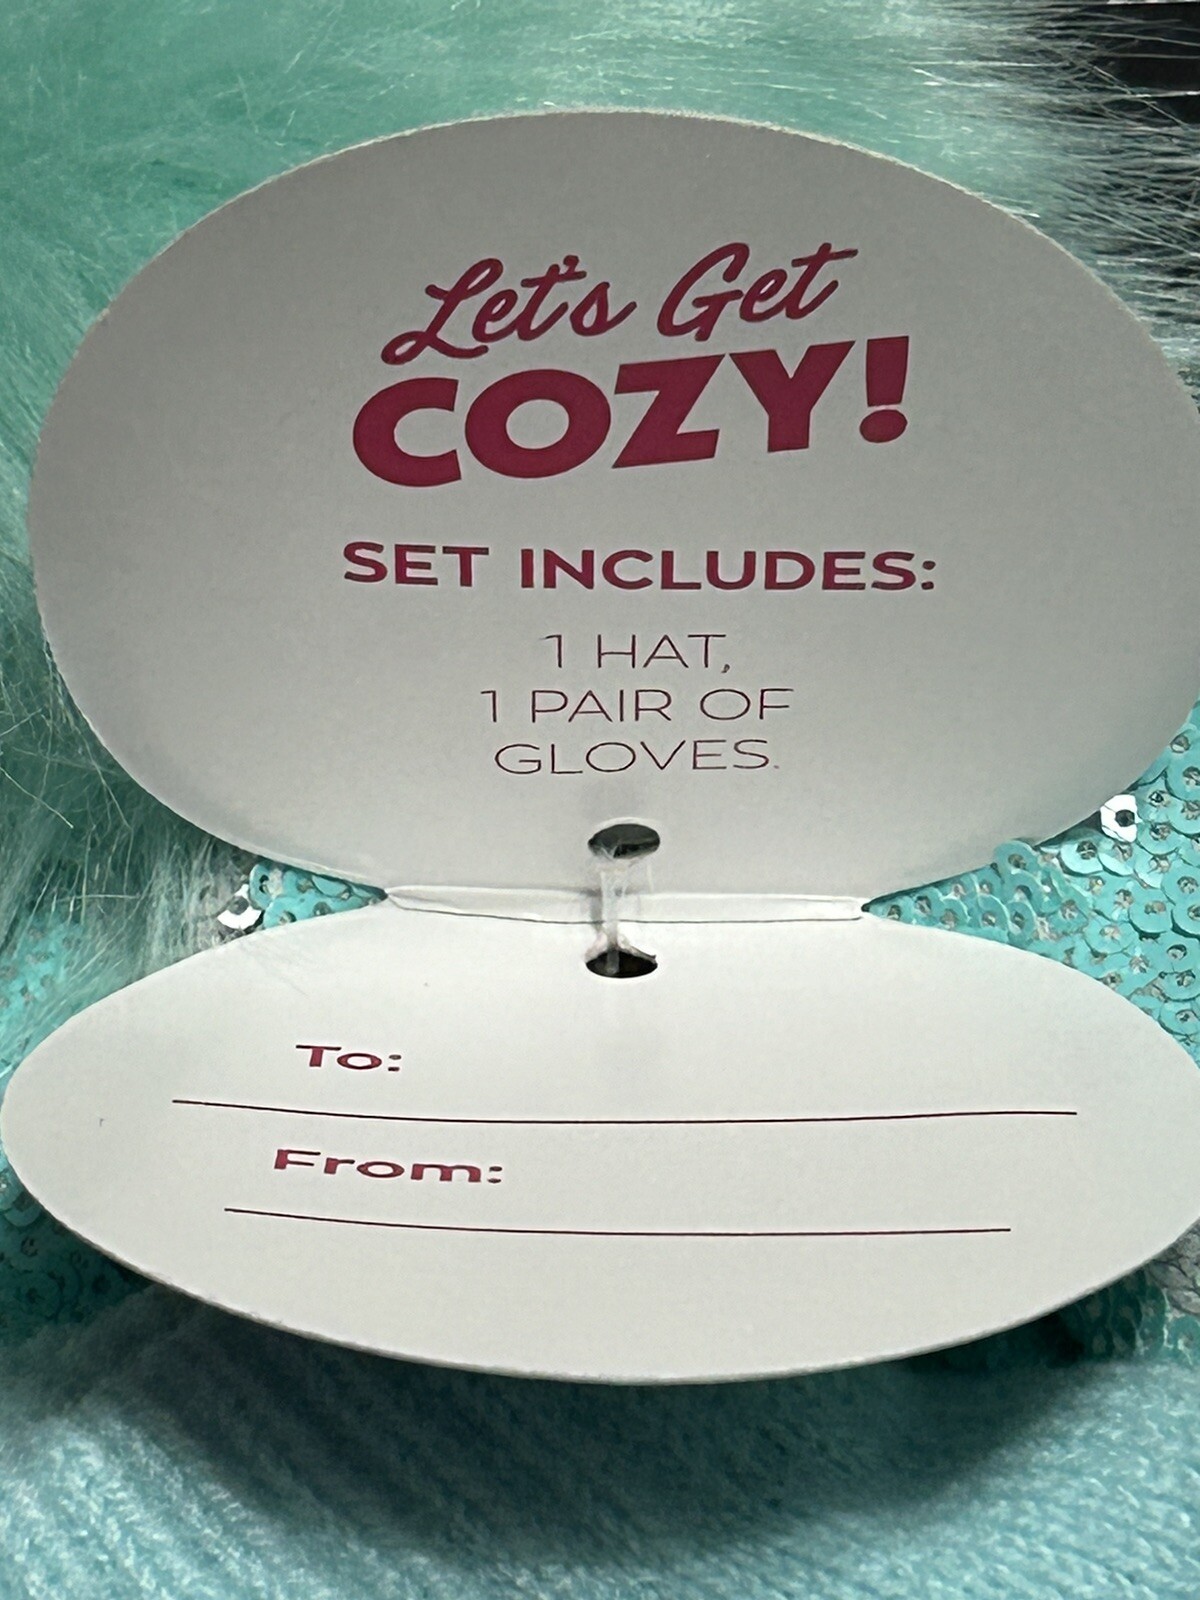 Let's Get
COZY!
SET INCLUDES:
1 HAT,
1 PAIR OF
GLOVES.
To:
From: